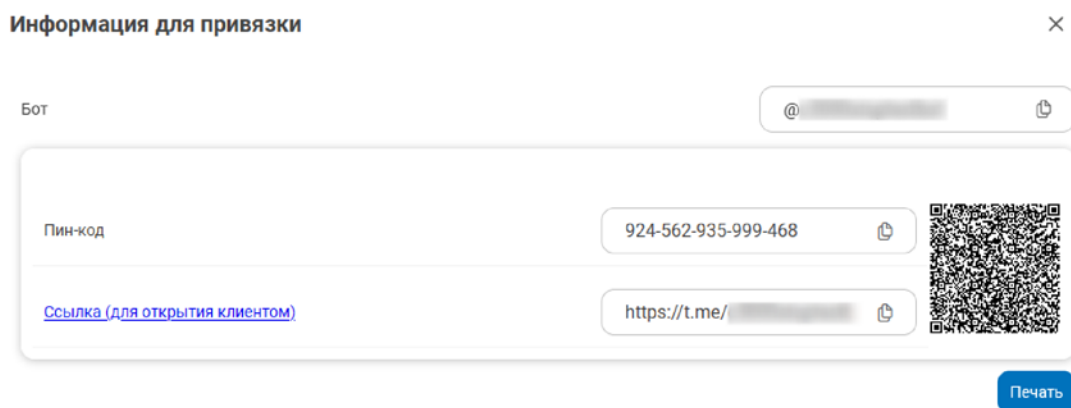 Информация для привязки
Бот
@
Пин-код
924-562-935-999-468
Ссылка (для открытия клиентом)
https://t.me/
Печать